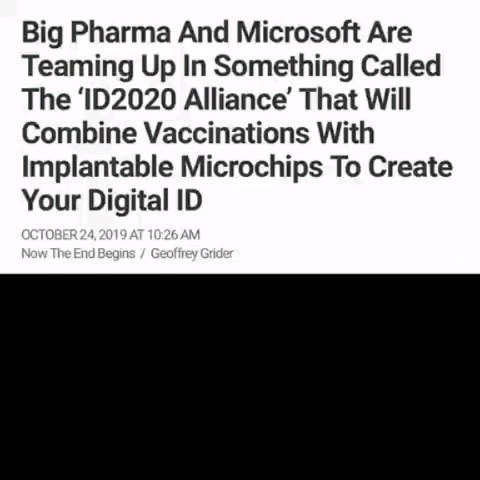 Big Pharma And Microsoft Are
Teaming Up In Something Called
The ‘ID2020 Alliance’ That Will
Combine Vaccinations With
Implantable Microchips To Create
Your Digital ID
OCTOBER 24, 2019 AT 10:26 AM
Now The End Begins / Geoffrey Grider